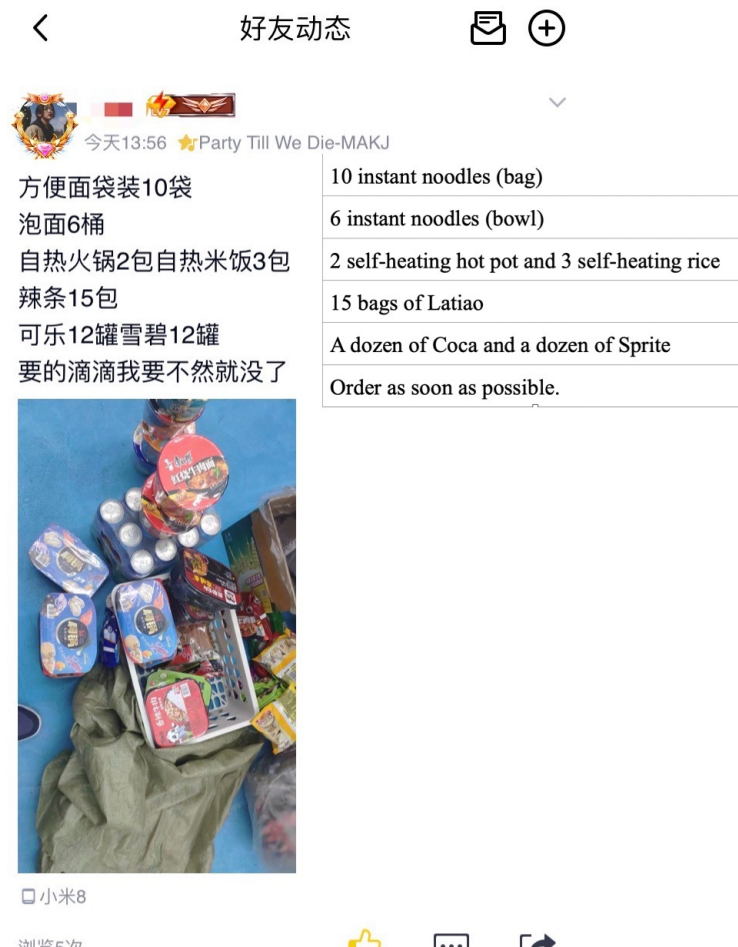 好友动态
今天13:56 Party Till We Die-MAKJ
方便面袋装10袋
泡面6桶
自热火锅2包自热米饭3包
辣条15包
可乐12罐雪碧12罐
要的滴滴我要不然就没了
10 instant noodles (bag)
6 instant noodles (bowl)
2 self-heating hot pot and 3 self-heating rice
15 bags of Latiao
A dozen of Coca and a dozen of Sprite
Order as soon as possible.
小米8
浏览5次